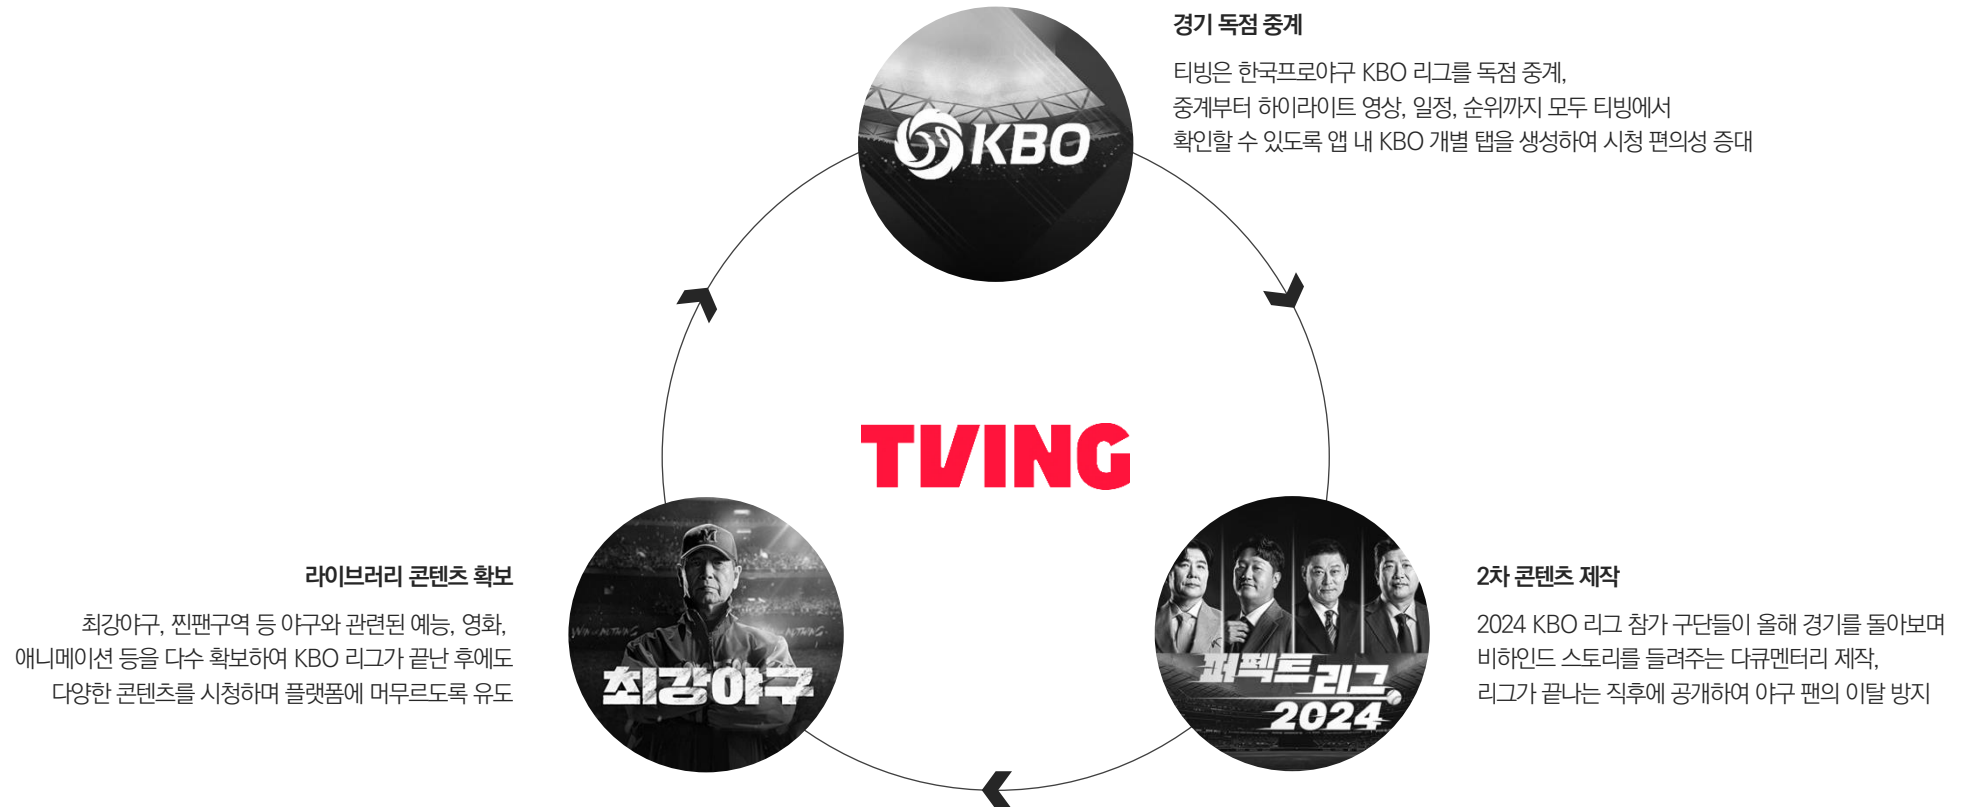 경기 독점 중계
티빙은 한국프로야구 KBO 리그를 독점 중계,
중계부터 하이라이트 영상, 일정, 순위까지 모두 티빙에서
확인할 수 있도록 앱 내 KBO 개별 탭을 생성하여 시청 편의성 증대
KBO
TVING
라이브러리 콘텐츠 확보
최강야구, 찐팬구역 등 야구와 관련된 예능, 영화,
애니메이션 등을 다수 확보하여 KBO 리그가 끝난 후에도
다양한 콘텐츠를 시청하며 플랫폼에 머무르도록 유도
M
최강야구
퍼펙트리그
2024
2차 콘텐츠 제작
2024 KBO 리그 참가 구단들이 올해 경기를 돌아보며
비하인드 스토리를 들려주는 다큐멘터리 제작,
리그가 끝나는 직후에 공개하여 야구 팬의 이탈 방지